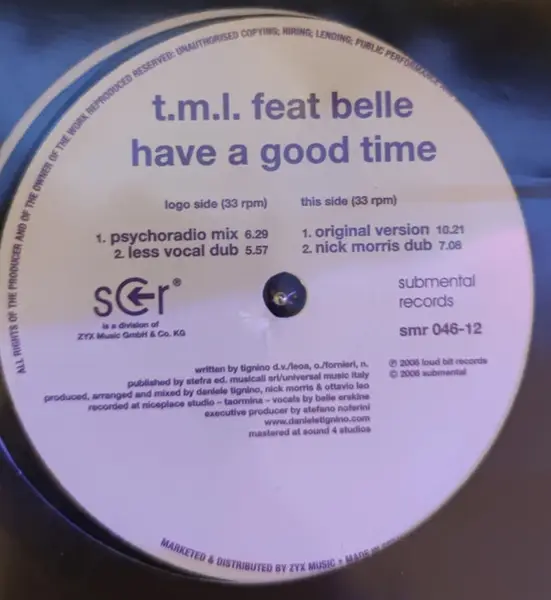 ALL RIGHTS OF THE PRODUCER AND OF THE OWNER OF THE WORK REPRODUCED RESERVED: UNAUTHORISED COPYING; HIRING; LENDING; PUBLIC PERFORMANCE
t.m.l. feat belle
have a good time
logo side (33 rpm)
this side (33 rpm)
1. psychoradio mix 6.29
2. less vocal dub 5.57
1. original version 10.21
2. nick morris dub 7.08
is a division of
ZYX Music GmbH & Co. KG
submental
records
smr 046-12
written by tignino d.v./leoa, o./fornieri, n.
published by stefra ed. musicali srl/universal music italy
produced, arranged and mixed by daniele tignino, nick morris & ottavio leo
recorded at niceplace studio – taormina – vocals by belle erskine
executive producer by stefano noferini
www.danieletignino.com
mastered at sound 4 studios
℗ 2006 loud bit records
© 2006 submental
MARKETED & DISTRIBUTED BY ZYX MUSIC • MADE IN